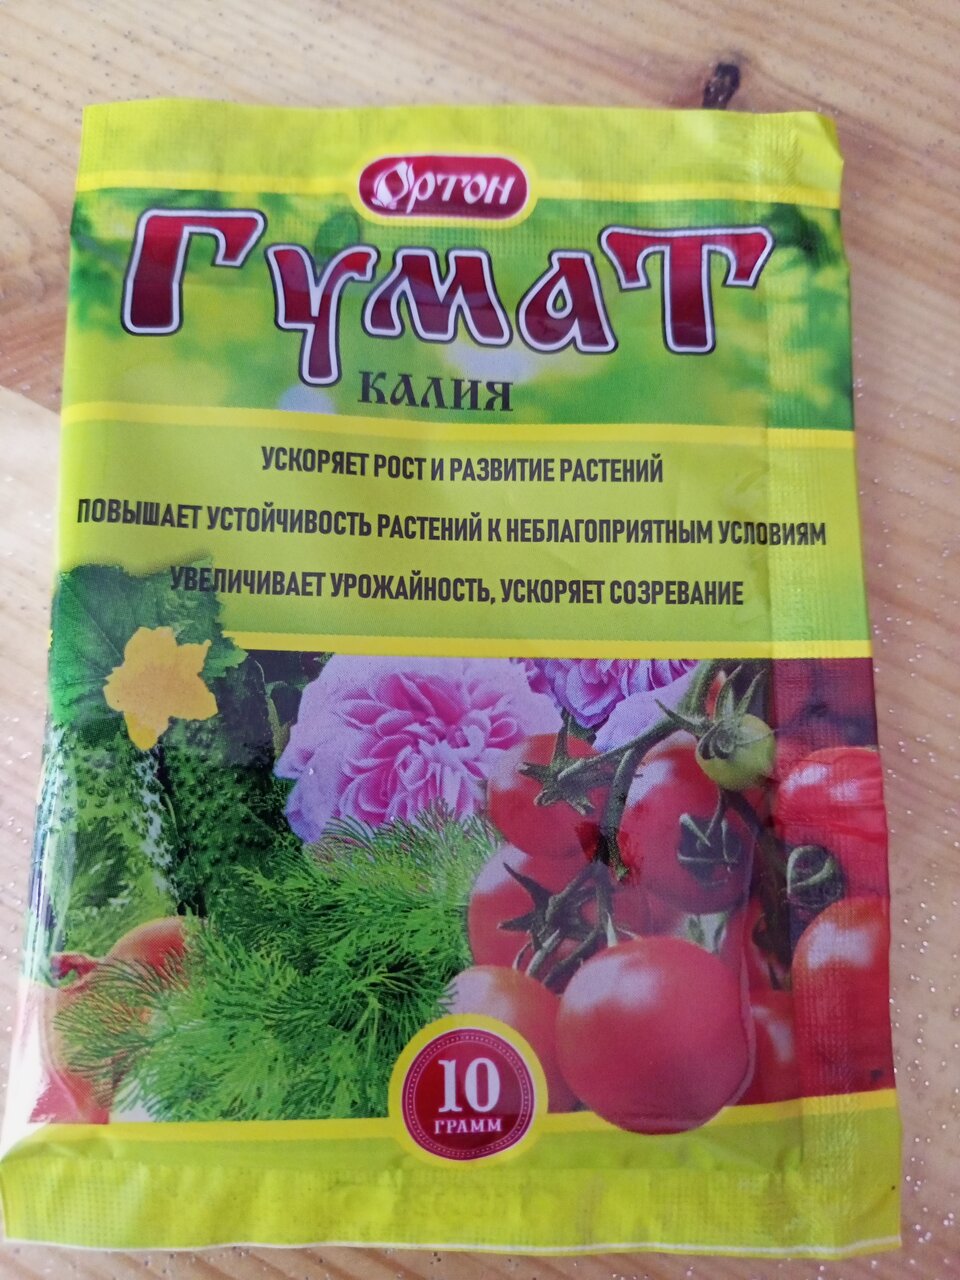 Ортон
Гумат
калия
УСКОРЯЕТ РОСТ И РАЗВИТИЕ РАСТЕНИЙ
ПОВЫШАЕТ УСТОЙЧИВОСТЬ РАСТЕНИЙ К НЕБЛАГОПРИЯТНЫМ УСЛОВИЯМ
УВЕЛИЧИВАЕТ УРОЖАЙНОСТЬ, УСКОРЯЕТ СОЗРЕВАНИЕ
10
ГРАММ